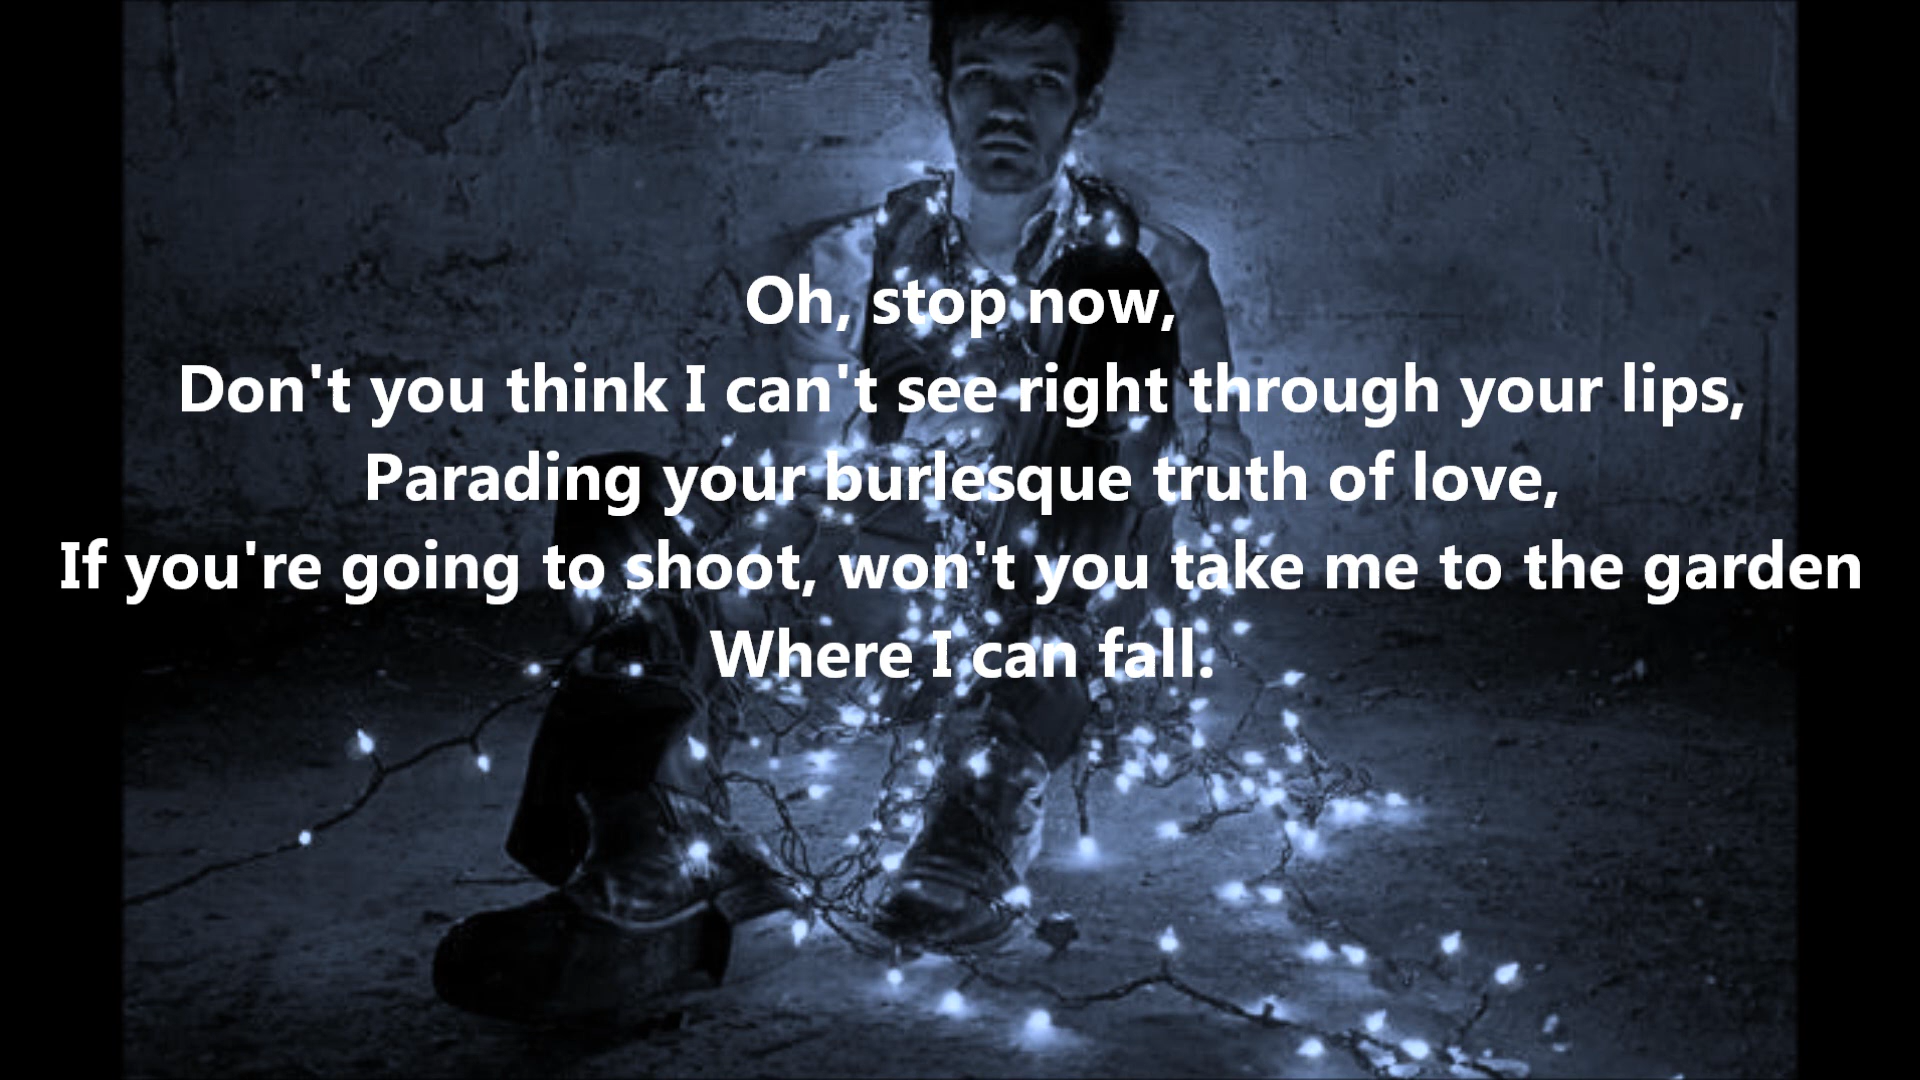 Oh, stop now,
Don't you think I can't see right through your lips,
Parading your burlesque truth of love,
If you're going to shoot, won't you take me to the garden
Where I can fall.